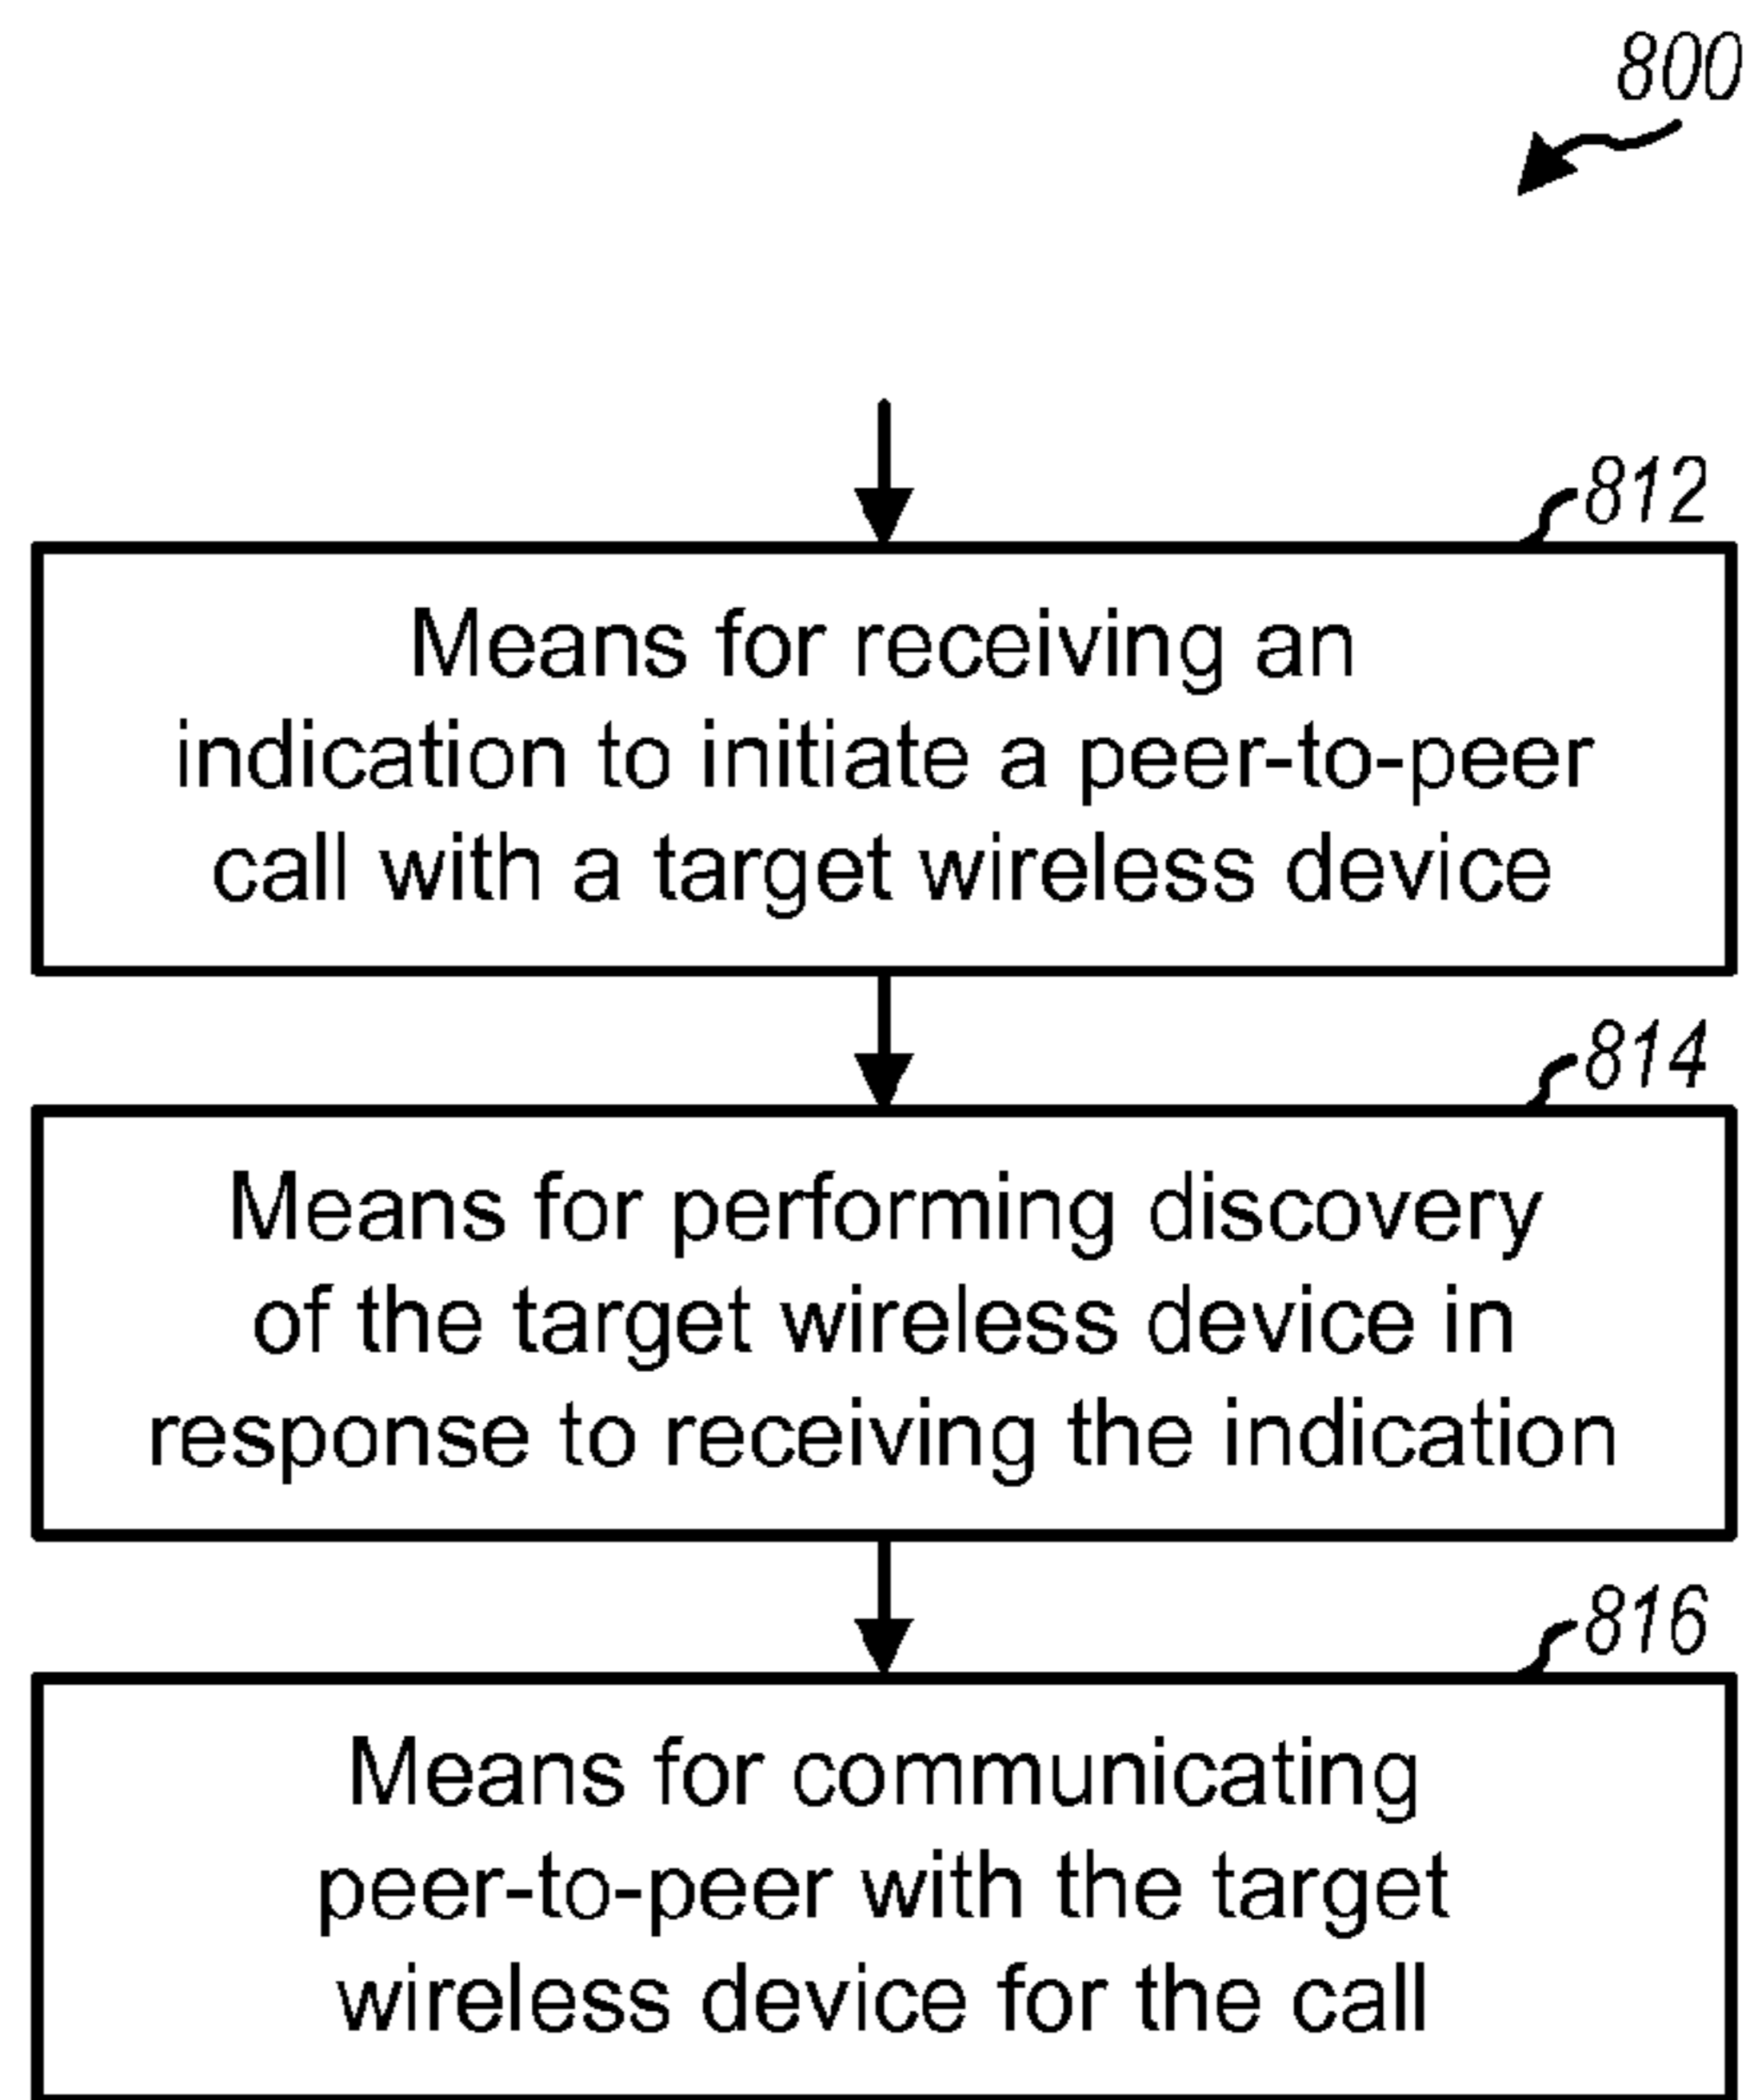 800
812
Means for receiving an
indication to initiate a peer-to-peer
call with a target wireless device
814
Means for performing discovery
of the target wireless device in
response to receiving the indication
816
Means for communicating
peer-to-peer with the target
wireless device for the call